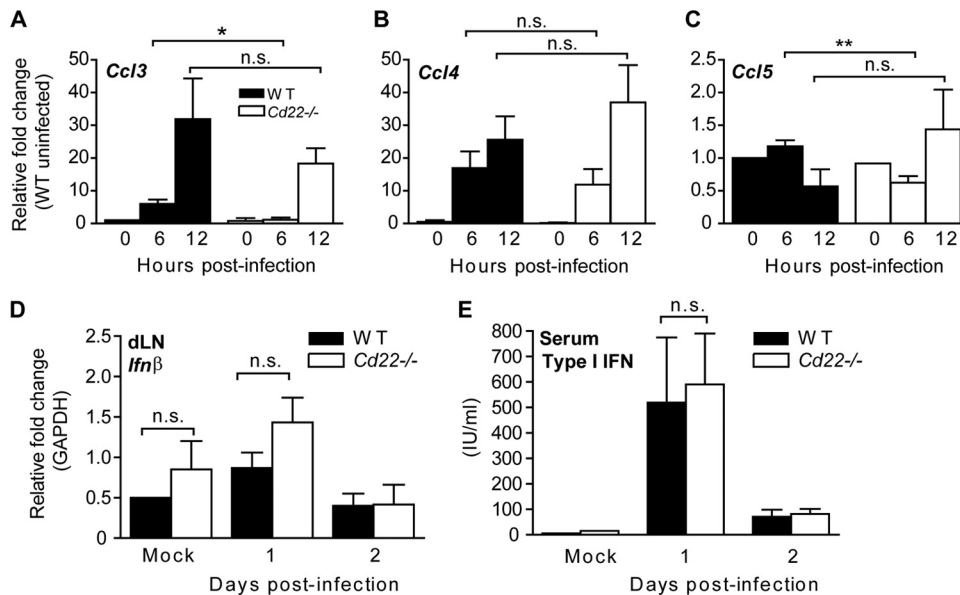 A
B
C
*
n.s.
n.s.
n.s.
**
n.s.
Relative fold change
(WT uninfected)
50
40
30
20
10
0
Ccl3
W T
Cd22-/-
0 6 12 0 6 12
Hours post-infection
50
40
30
20
10
0
Ccl4
0 6 12 0 6 12
Hours post-infection
2.5
2.0
1.5
1.0
0.5
0
Ccl5
0 6 12 0 6 12
Hours post-infection
D
Relative fold change
(GAPDH)
2.5
2.0
1.5
1.0
0.5
0
dLN
Ifnβ
n.s.
n.s.
W T
Cd22-/-
Mock 1 2
Days post-infection
E
(IU/ml)
800
700
600
500
400
300
200
100
0
Serum
Type I IFN
n.s.
W T
Cd22-/-
Mock 1 2
Days post-infection